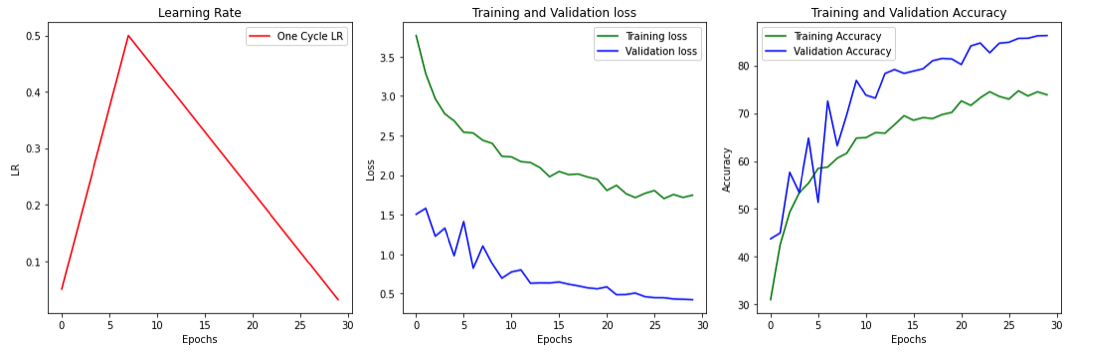 Learning Rate
One Cycle LR
LR
0.5
0.4
0.3
0.2
0.1
0 5 10 15 20 25 30
Epochs
Training and Validation loss
Training loss
Validation loss
Loss
3.5
3.0
2.5
2.0
1.5
1.0
0.5
0 5 10 15 20 25 30
Epochs
Training and Validation Accuracy
Training Accuracy
Validation Accuracy
Accuracy
80
70
60
50
40
30
0 5 10 15 20 25 30
Epochs